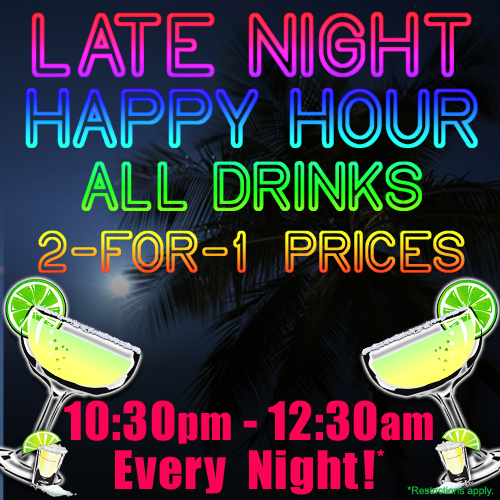 LATE NIGHT
HAPPY HOUR
ALL DRINKS
2-FOR-1 PRICES
10:30pm - 12:30am
Every Night!*
*Restrictions apply.